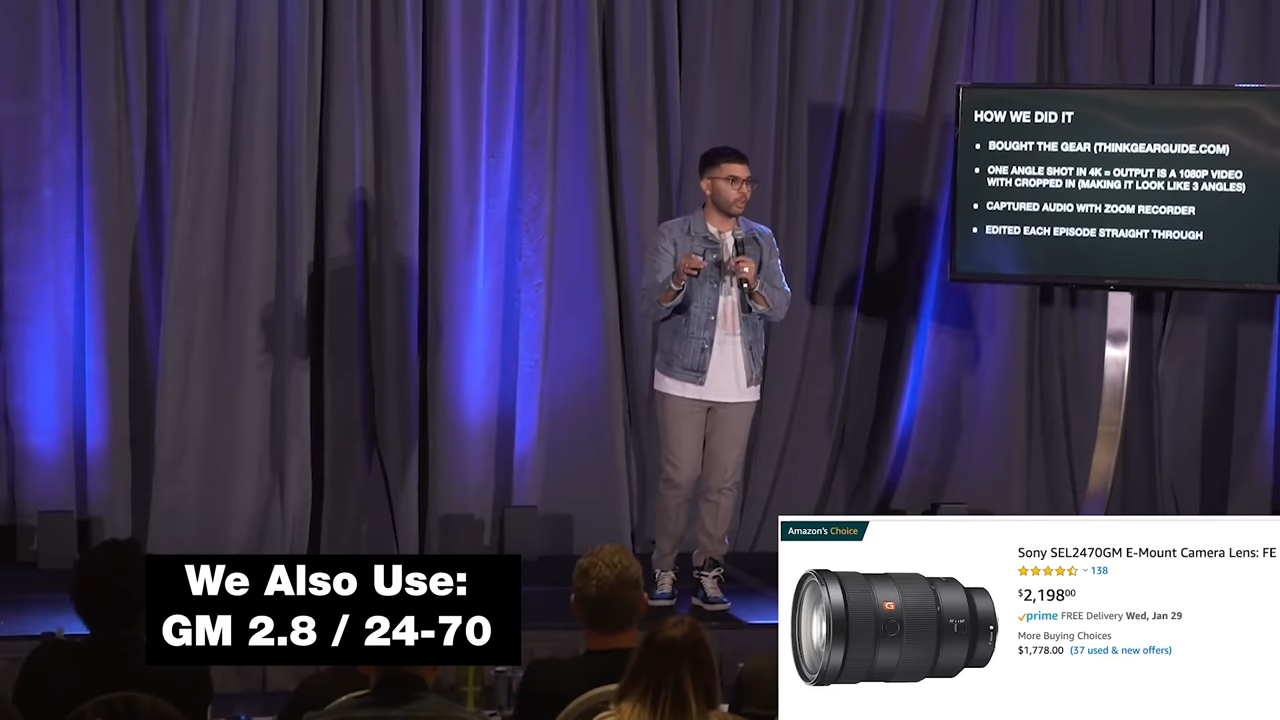 HOW WE DID IT
• BOUGHT THE GEAR (THINKGEARGUIDE.COM)
• ONE ANGLE SHOT IN 4K = OUTPUT IS A 1080P VIDEO
WITH CROPPED IN (MAKING IT LOOK LIKE 3 ANGLES)
• CAPTURED AUDIO WITH ZOOM RECORDER
• EDITED EACH EPISODE STRAIGHT THROUGH
We Also Use:
GM 2.8 / 24-70
Amazon's Choice
Sony SEL2470GM E-Mount Camera Lens: FE
138
$2,19800
prime FREE Delivery Wed, Jan 29
More Buying Choices
$1,778.00 (37 used & new offers)
G